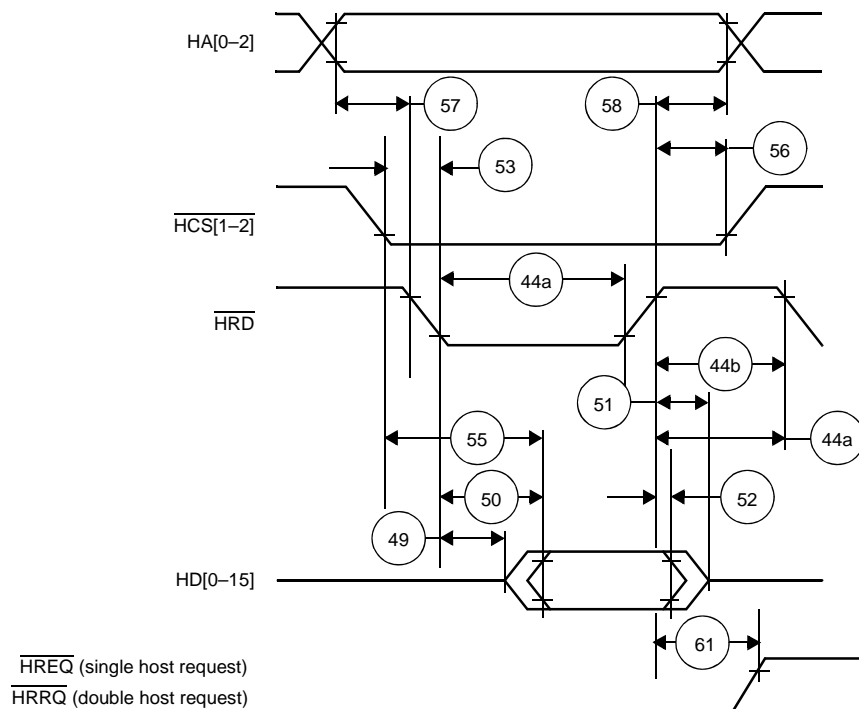 HA[0–2]
57
58
53
56
HCS[1–2]
44a
HRD
44b
51
55
44a
50
52
49
HD[0–15]
61
HREQ (single host request)
HRRQ (double host request)